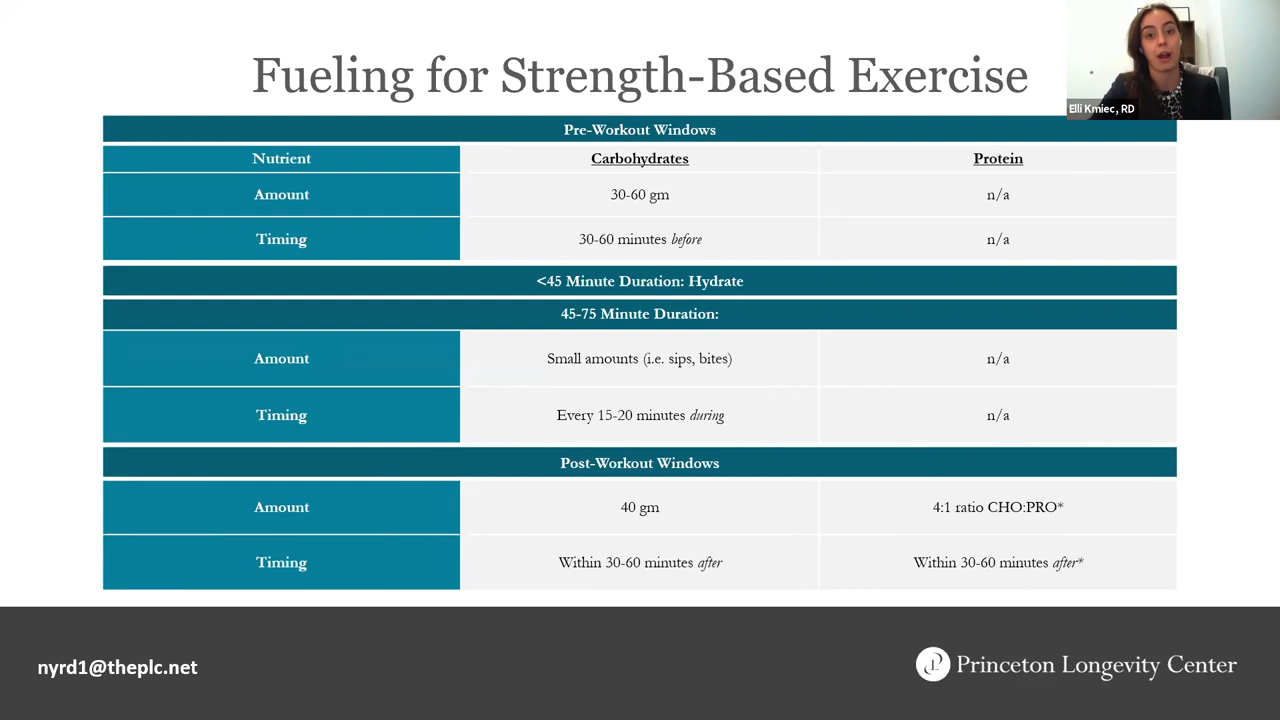 Fueling for Strength-Based Exercise
Elli Kmiec, RD
Pre-Workout Windows
Nutrient Carbohydrates Protein
Amount 30-60 gm n/a
Timing 30-60 minutes before n/a
<45 Minute Duration: Hydrate
45-75 Minute Duration:
Amount Small amounts (i.e. sips, bites) n/a
Timing Every 15-20 minutes during n/a
Post-Workout Windows
Amount 40 gm 4:1 ratio CHO:PRO*
Timing Within 30-60 minutes after Within 30-60 minutes after*
nyrd1@theplc.net
Princeton Longevity Center